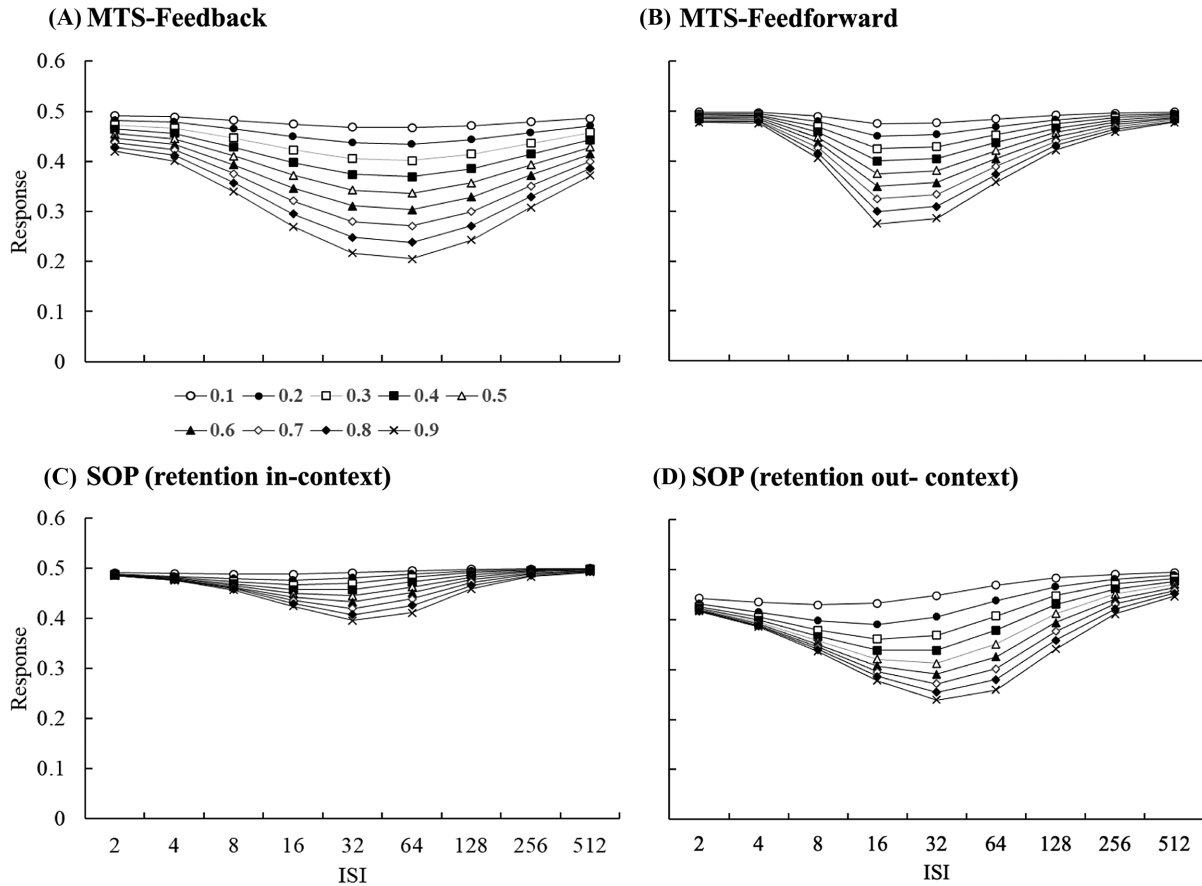 (A) MTS-Feedback
(B) MTS-Feedforward
0.6
0.5
0.4
0.3
0.2
0.1
0
Response
0.1 0.2 0.3 0.4 0.5
0.6 0.7 0.8 0.9
(C) SOP (retention in-context)
(D) SOP (retention out- context)
0.6
0.5
0.4
0.3
0.2
0.1
0
Response
2 4 8 16 32 64 128 256 512
ISI
2 4 8 16 32 64 128 256 512
ISI